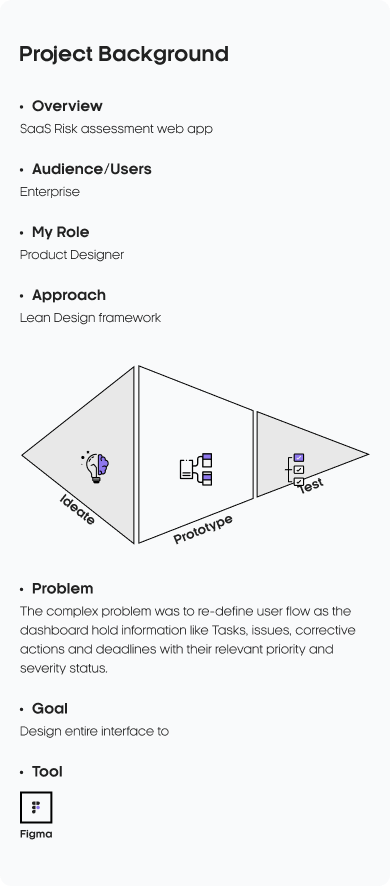 Project Background
• Overview
SaaS Risk assessment web app
• Audience/Users
Enterprise
• My Role
Product Designer
• Approach
Lean Design framework
Ideate
Prototype
Test
• Problem
The complex problem was to re-define user flow as the
dashboard hold information like Tasks, issues, corrective
actions and deadlines with their relevant priority and
severity status.
• Goal
Design entire interface to
• Tool
Figma